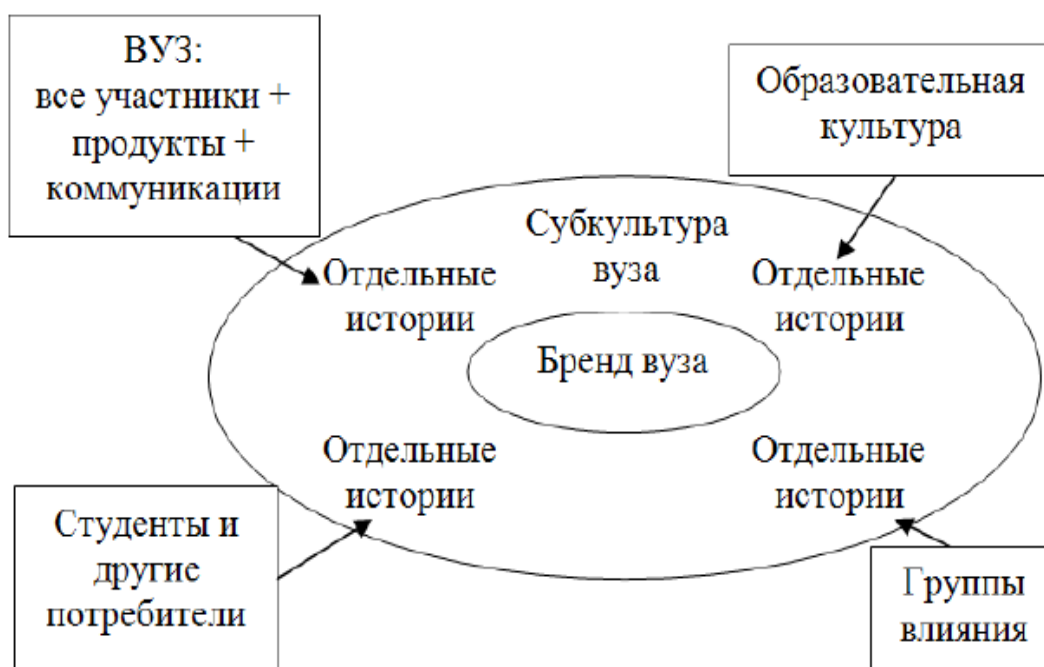 ВУЗ:
все участники +
продукты +
коммуникации
Образовательная
культура
Субкультура
вуза
Отдельные
истории
Отдельные
истории
Бренд вуза
Отдельные
истории
Отдельные
истории
Студенты и
другие
потребители
Группы
влияния